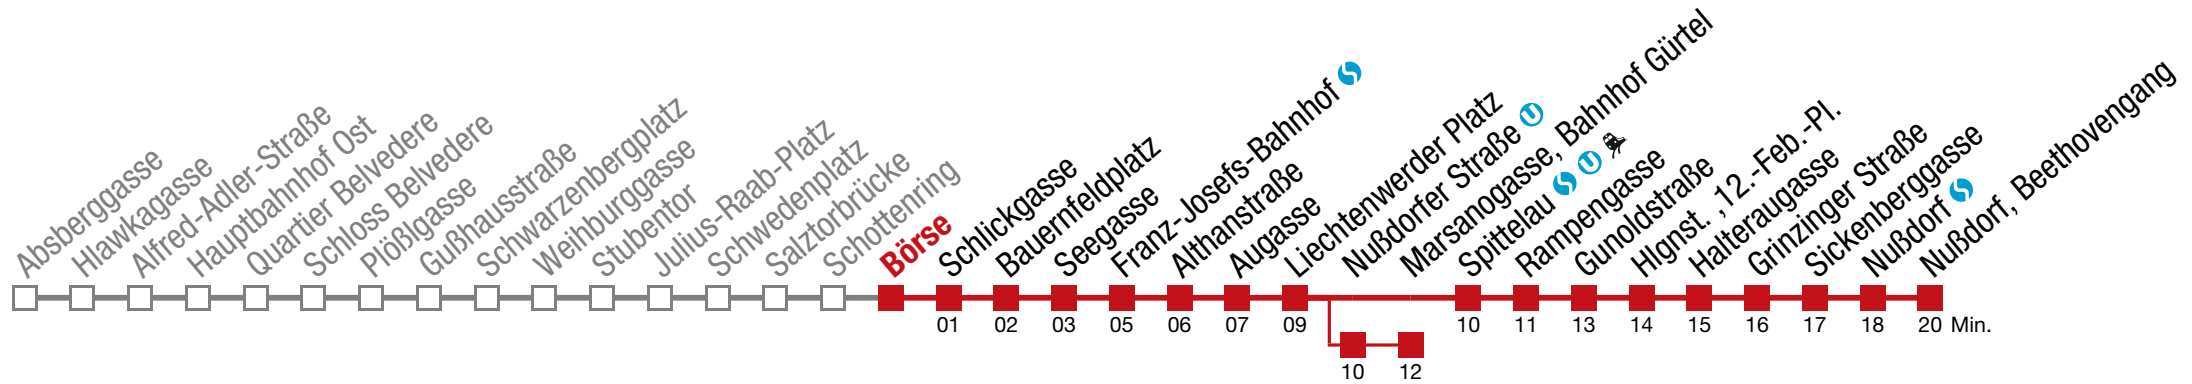 Absberggasse
Hlawkagasse
Alfred-Adler-Straße
Hauptbahnhof Ost
Quartier Belvedere
Schloss Belvedere
Plößlgasse
Gußhausstraße
Schwarzenbergplatz
Weihburggasse
Stubentor
Julius-Raab-Platz
Schwedenplatz
Salztorbrücke
Schottenring
Börse
Schlickgasse
Bauernfeldplatz
Seegasse
Franz-Josefs-Bahnhof S
Althanstraße
Augasse
Liechtenwerder Platz
Nußdorfer Straße U
Marsanogasse, Bahnhof Gürtel
Spittelau S U
Rampengasse
Gunoldstraße
Hlgnst. ,12.-Feb.-Pl.
Halteraugasse
Grinzinger Straße
Sickenberggasse
Nußdorf S
Nußdorf, Beethovengang
01 02 03 05 06 07 09 10 11 13 14 15 16 17 18 20 Min.
10 12